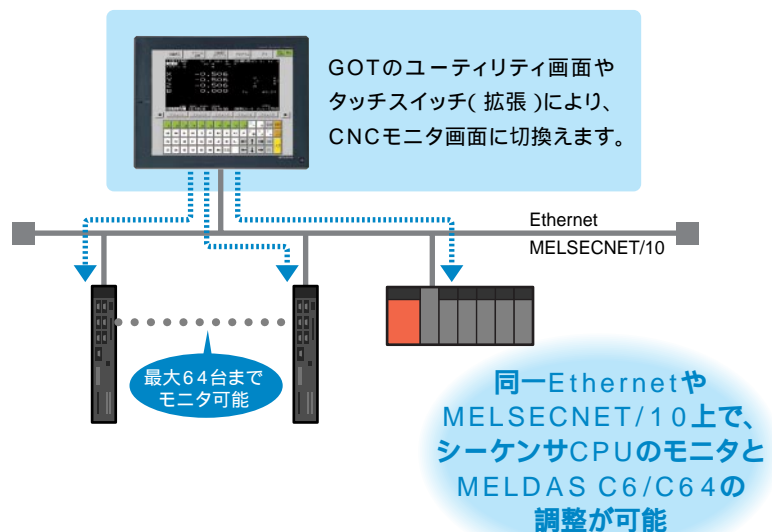 GOTのユーティリティ画面や
タッチスイッチ(拡張)により、
CNCモニタ画面に切換えます。
Ethernet
MELSECNET/10
最大64台まで
モニタ可能
同一Ethernetや
MELSECNET/10上で、
シーケンサCPUのモニタと
MELDAS C6/C64の
調整が可能